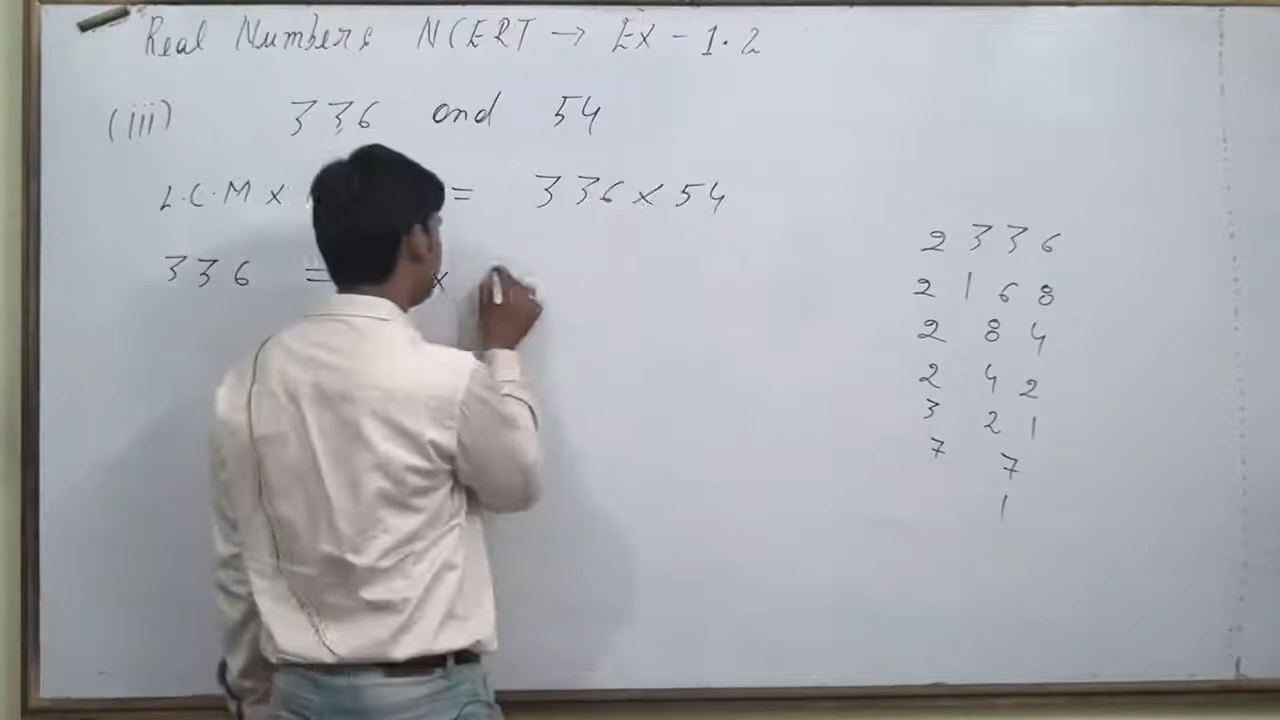 Real Numbers NCERT → Ex - 1.2
(iii) 336 and 54
L.C.M × = 336 × 54
336 = ×
2 336
2 168
2 84
2 42
3 21
7 7
1